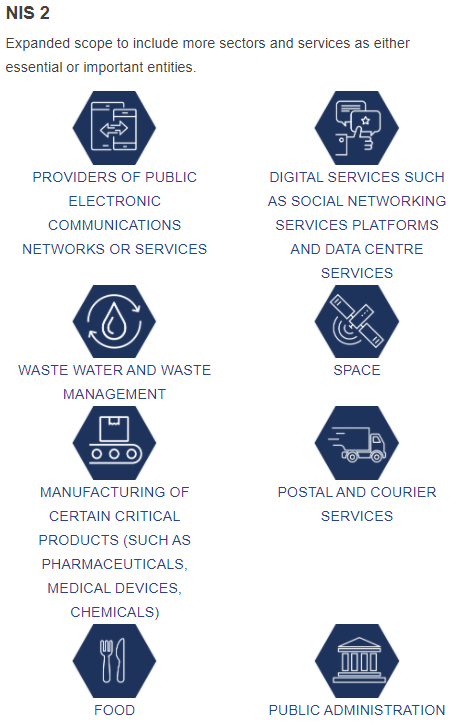 NIS 2
Expanded scope to include more sectors and services as either
essential or important entities.
PROVIDERS OF PUBLIC
ELECTRONIC
COMMUNICATIONS
NETWORKS OR SERVICES
DIGITAL SERVICES SUCH
AS SOCIAL NETWORKING
SERVICES PLATFORMS
AND DATA CENTRE
SERVICES
WASTE WATER AND WASTE
MANAGEMENT
SPACE
MANUFACTURING OF
CERTAIN CRITICAL
PRODUCTS (SUCH AS
PHARMACEUTICALS,
MEDICAL DEVICES,
CHEMICALS)
POSTAL AND COURIER
SERVICES
FOOD
PUBLIC ADMINISTRATION